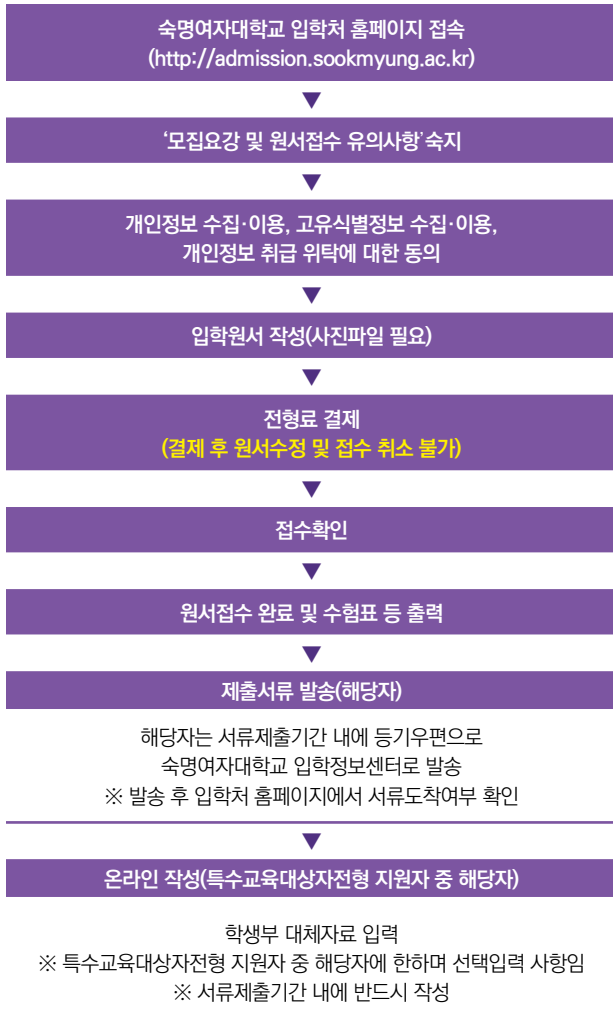 숙명여자대학교 입학처 홈페이지 접속
(http://admission.sookmyung.ac.kr)
▼
‘모집요강 및 원서접수 유의사항’숙지
▼
개인정보 수집·이용, 고유식별정보 수집·이용,
개인정보 취급 위탁에 대한 동의
▼
입학원서 작성(사진파일 필요)
▼
전형료 결제
(결제 후 원서수정 및 접수 취소 불가)
▼
접수확인
▼
원서접수 완료 및 수험표 등 출력
▼
제출서류 발송(해당자)
해당자는 서류제출기간 내에 등기우편으로
숙명여자대학교 입학정보센터로 발송
※ 발송 후 입학처 홈페이지에서 서류도착여부 확인
▼
온라인 작성(특수교육대상자전형 지원자 중 해당자)
학생부 대체자료 입력
※ 특수교육대상자전형 지원자 중 해당자에 한하며 선택입력 사항임
※ 서류제출기간 내에 반드시 작성